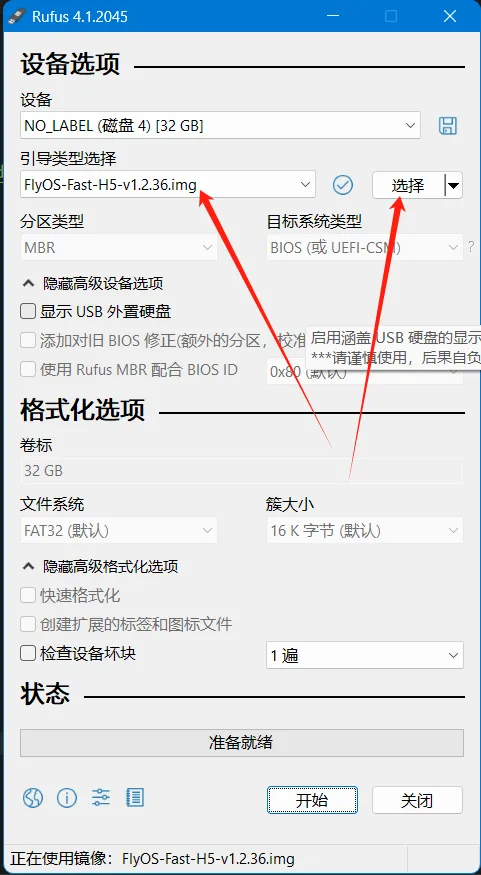 Rufus 4.1.2045
设备选项
设备
NO_LABEL (磁盘 4) [32 GB]
引导类型选择
FlyOS-Fast-H5-v1.2.36.img
选择
分区类型
目标系统类型
MBR
BIOS (或 UEFI-CSM)
?
隐藏高级设备选项
显示 USB 外置硬盘
添加对旧 BIOS 修正(额外的分区，校准
启用涵盖 USB 硬盘的显示
***请谨慎使用，后果自负
使用 Rufus MBR 配合 BIOS ID
0x80 (默认)
格式化选项
卷标
32 GB
文件系统
簇大小
FAT32 (默认)
16 K 字节 (默认)
隐藏高级格式化选项
快速格式化
创建扩展的标签和图标文件
检查设备坏块
1 遍
状态
准备就绪
开始
关闭
正在使用镜像：FlyOS-Fast-H5-v1.2.36.img